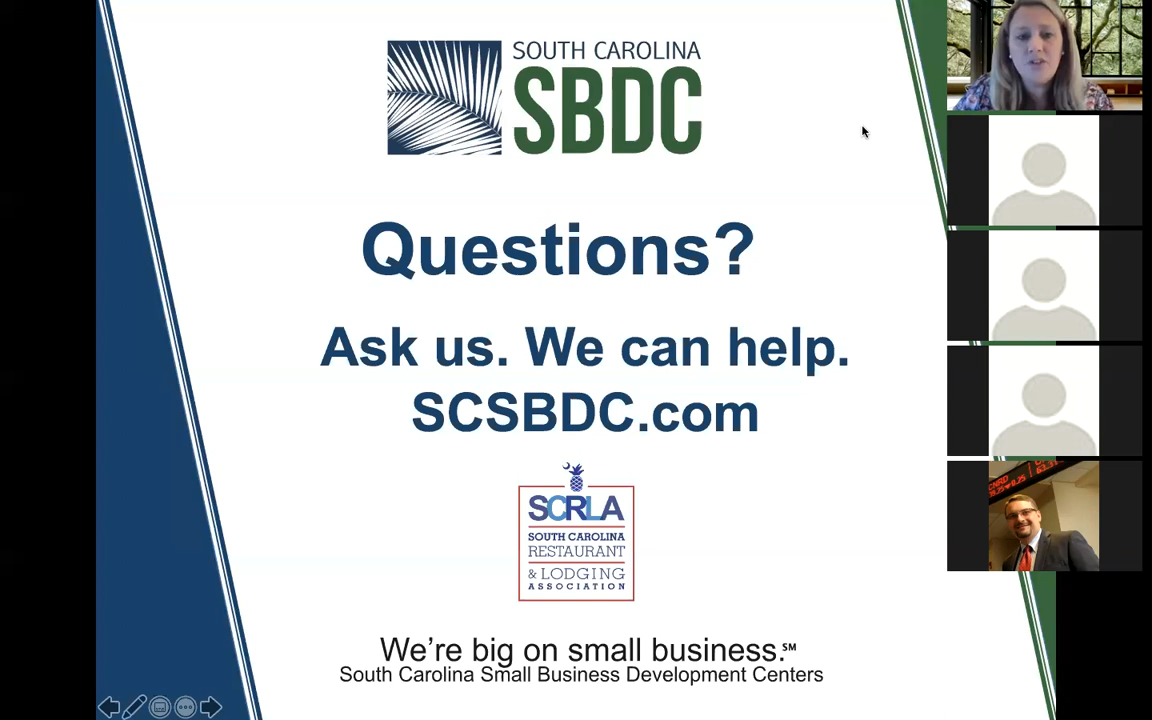 SOUTH CAROLINA
SBDC
Questions?
Ask us. We can help.
SCSBDC.com
SCRLA
SOUTH CAROLINA
RESTAURANT
& LODGING
ASSOCIATION
We're big on small business.℠
South Carolina Small Business Development Centers